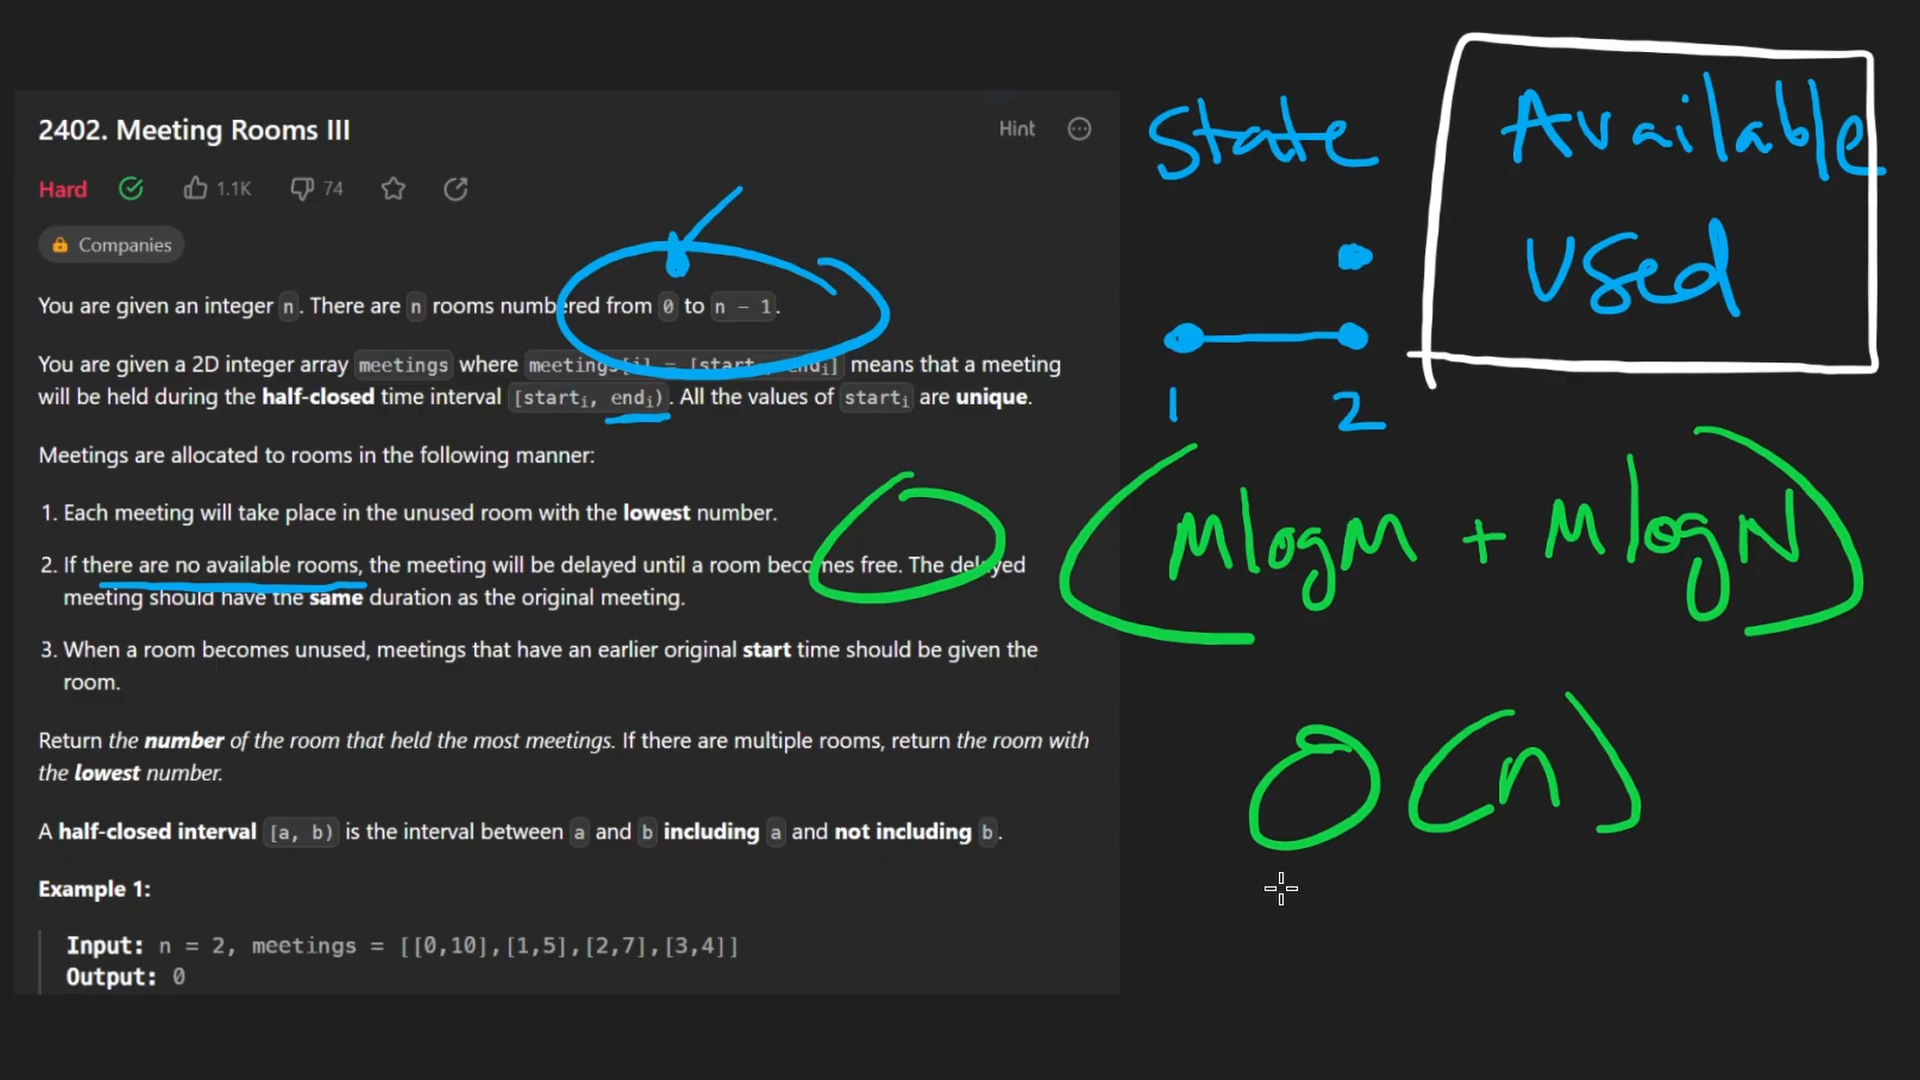 2402. Meeting Rooms III
Hint
Hard 1.1K 74
Companies
You are given an integer n. There are n rooms numbered from 0 to n - 1.
You are given a 2D integer array meetings where meetings[i] = [starti, endi] means that a meeting
will be held during the half-closed time interval [starti, endi). All the values of starti are unique.
Meetings are allocated to rooms in the following manner:
1. Each meeting will take place in the unused room with the lowest number.
2. If there are no available rooms, the meeting will be delayed until a room becomes free. The delayed
meeting should have the same duration as the original meeting.
3. When a room becomes unused, meetings that have an earlier original start time should be given the
room.
Return the number of the room that held the most meetings. If there are multiple rooms, return the room with
the lowest number.
A half-closed interval [a, b) is the interval between a and b including a and not including b.
Example 1:
Input: n = 2, meetings = [[0,10],[1,5],[2,7],[3,4]]
Output: 0
State
Available
Used
1 2
(MlogM + MlogN)
O(n)